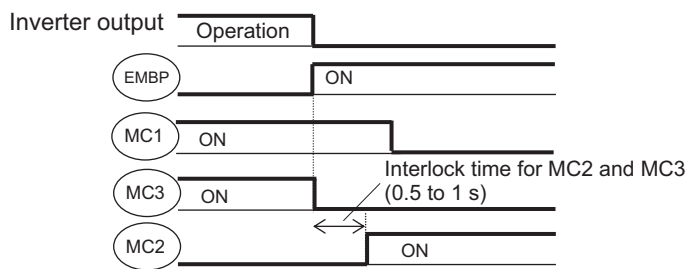 Inverter output
Operation
EMBP
ON
MC1
ON
Interlock time for MC2 and MC3
(0.5 to 1 s)
MC3
ON
MC2
ON